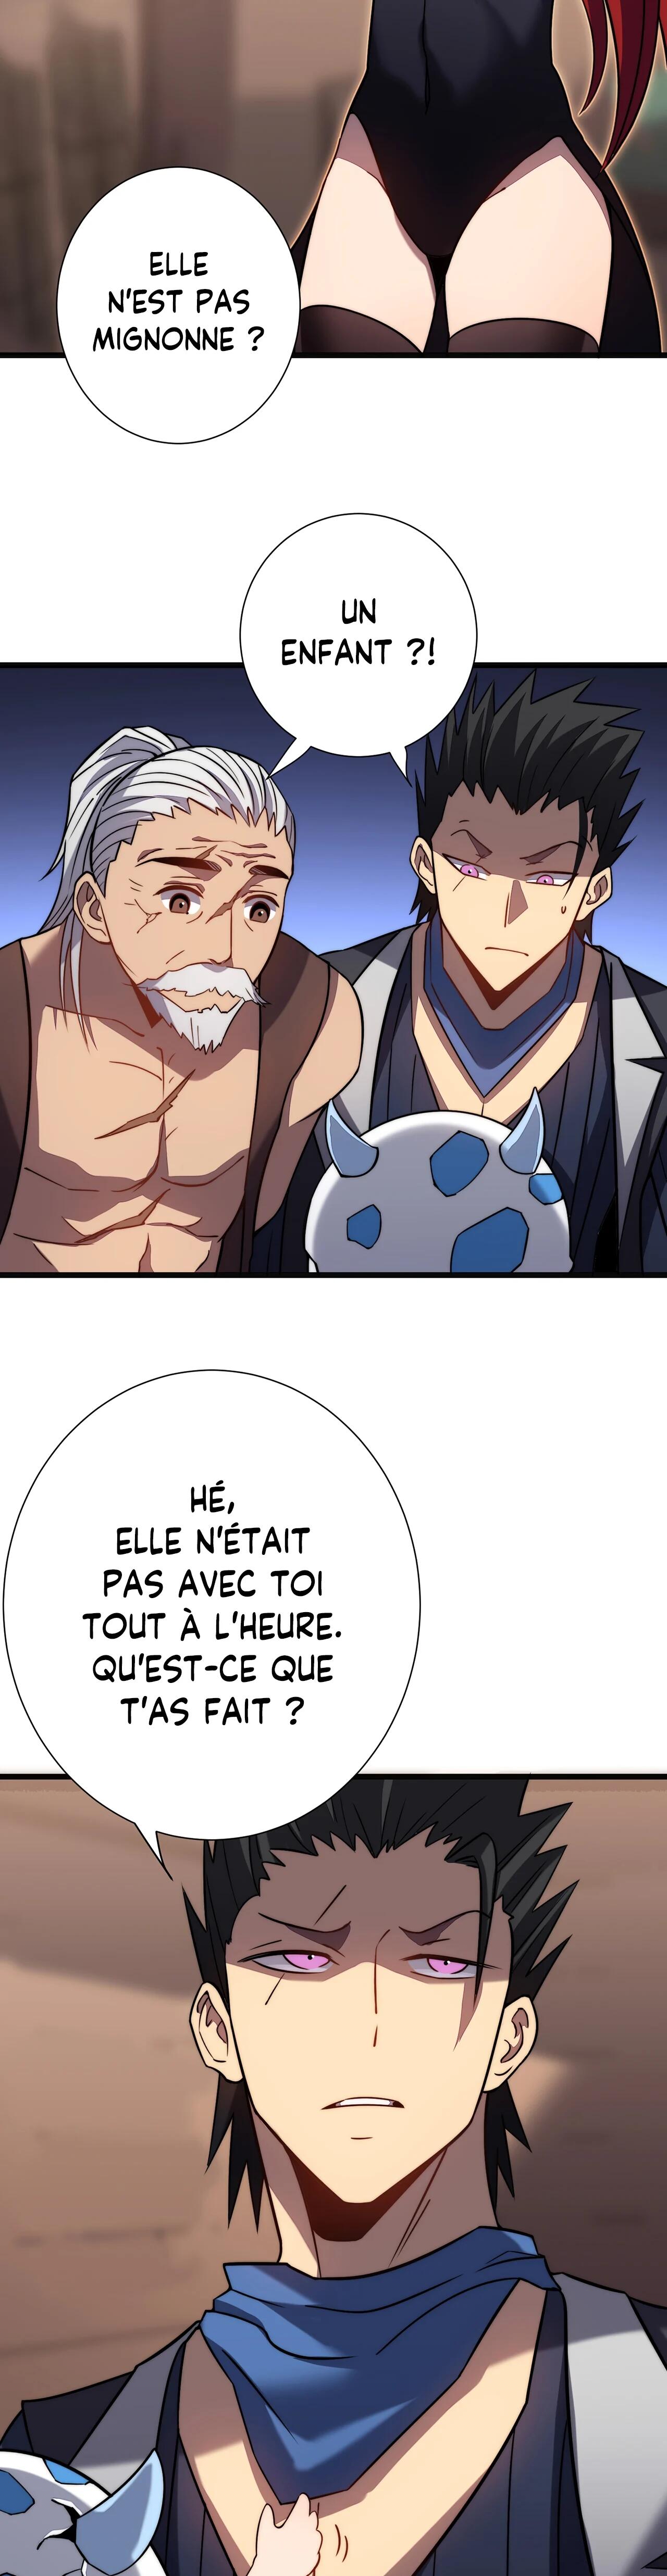 ELLE
N'EST PAS
MIGNONNE ?
UN
ENFANT ?!
HÉ,
ELLE N'ÉTAIT
PAS AVEC TOI
TOUT À L'HEURE.
QU'EST-CE QUE
T'AS FAIT ?